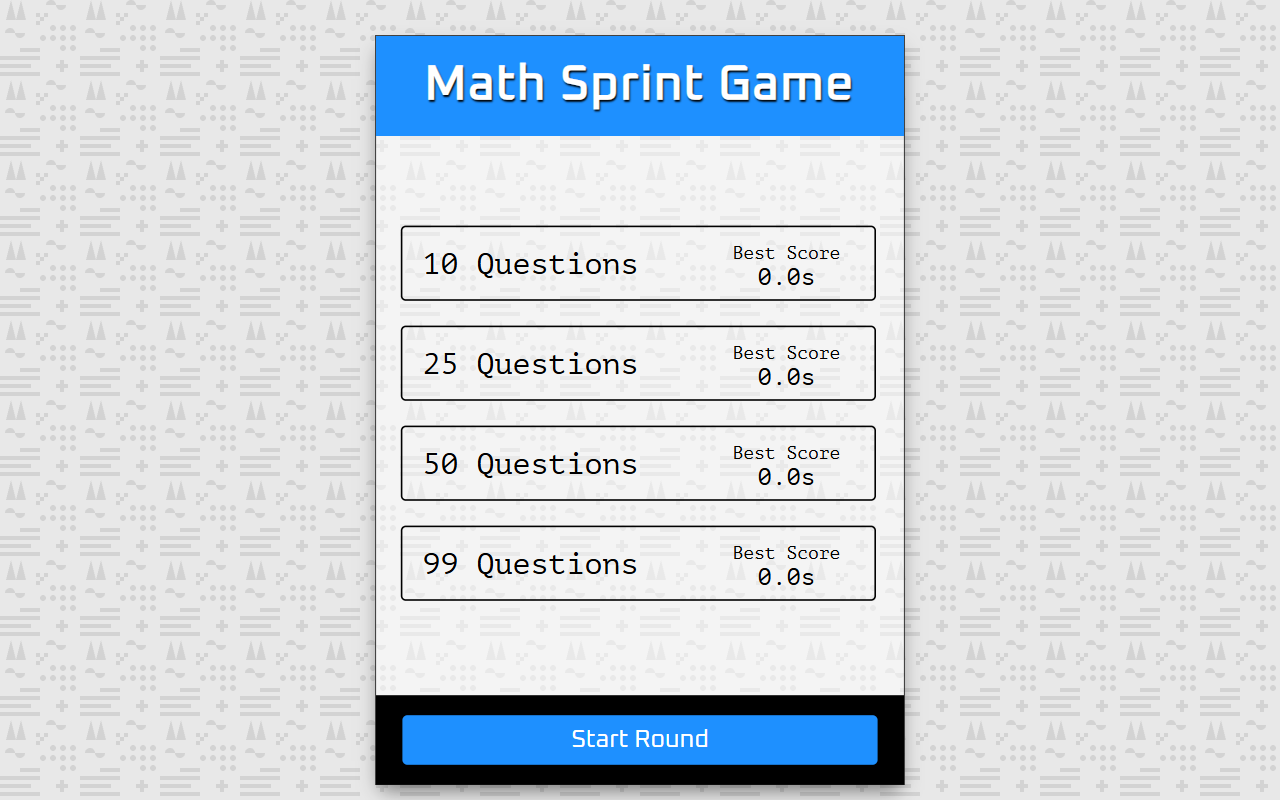 Math Sprint Game
10 Questions
Best Score
0.0s
25 Questions
Best Score
0.0s
50 Questions
Best Score
0.0s
99 Questions
Best Score
0.0s
Start Round